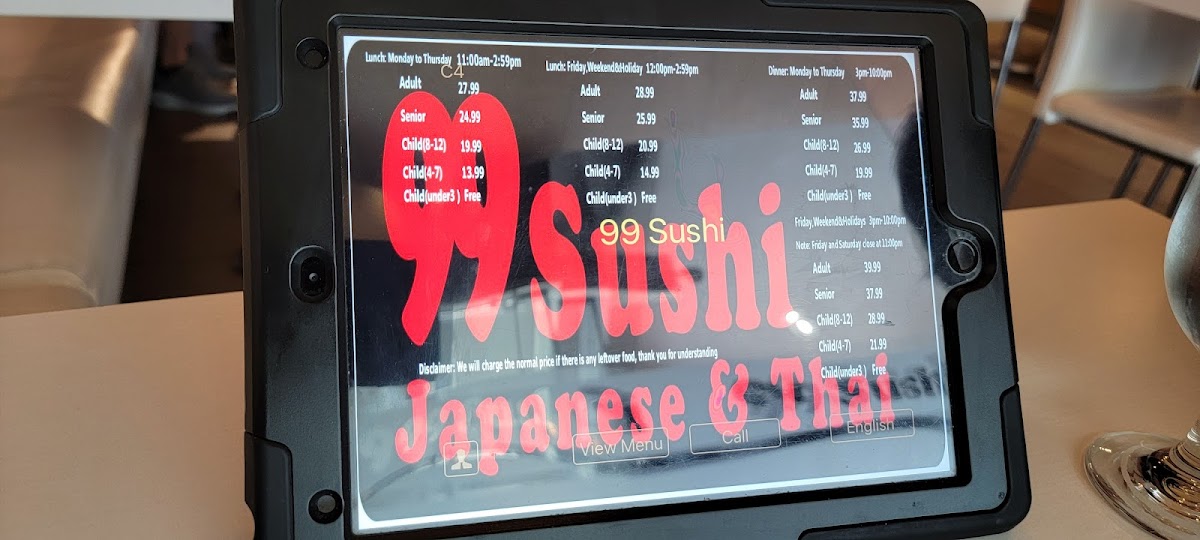 Lunch: Monday to Thursday 11:00am-2:59pm
C4
Adult 27.99
Senior 24.99
Child(8-12) 19.99
Child(4-7) 13.99
Child(under3 ) Free
Lunch: Friday,Weekend&Holiday 12:00pm-2:59pm
Adult 28.99
Senior 25.99
Child(8-12) 20.99
Child(4-7) 14.99
Child(under3 ) Free
Dinner: Monday to Thursday 3pm-10:00pm
Adult 37.99
Senior 35.99
Child(8-12) 26.99
Child(4-7) 19.99
Child(under3 ) Free
Friday,Weekend&Holidays 3pm-10:00pm
Note: Friday and Saturday close at 11:00pm
Adult 39.99
Senior 37.99
Child(8-12) 28.99
Child(4-7) 21.99
Child(under3 ) Free
99 Sushi
99 Sushi
Disclaimer: We will charge the normal price if there is any leftover food, thank you for understanding
Japanese & Thai
View Menu
Call
English